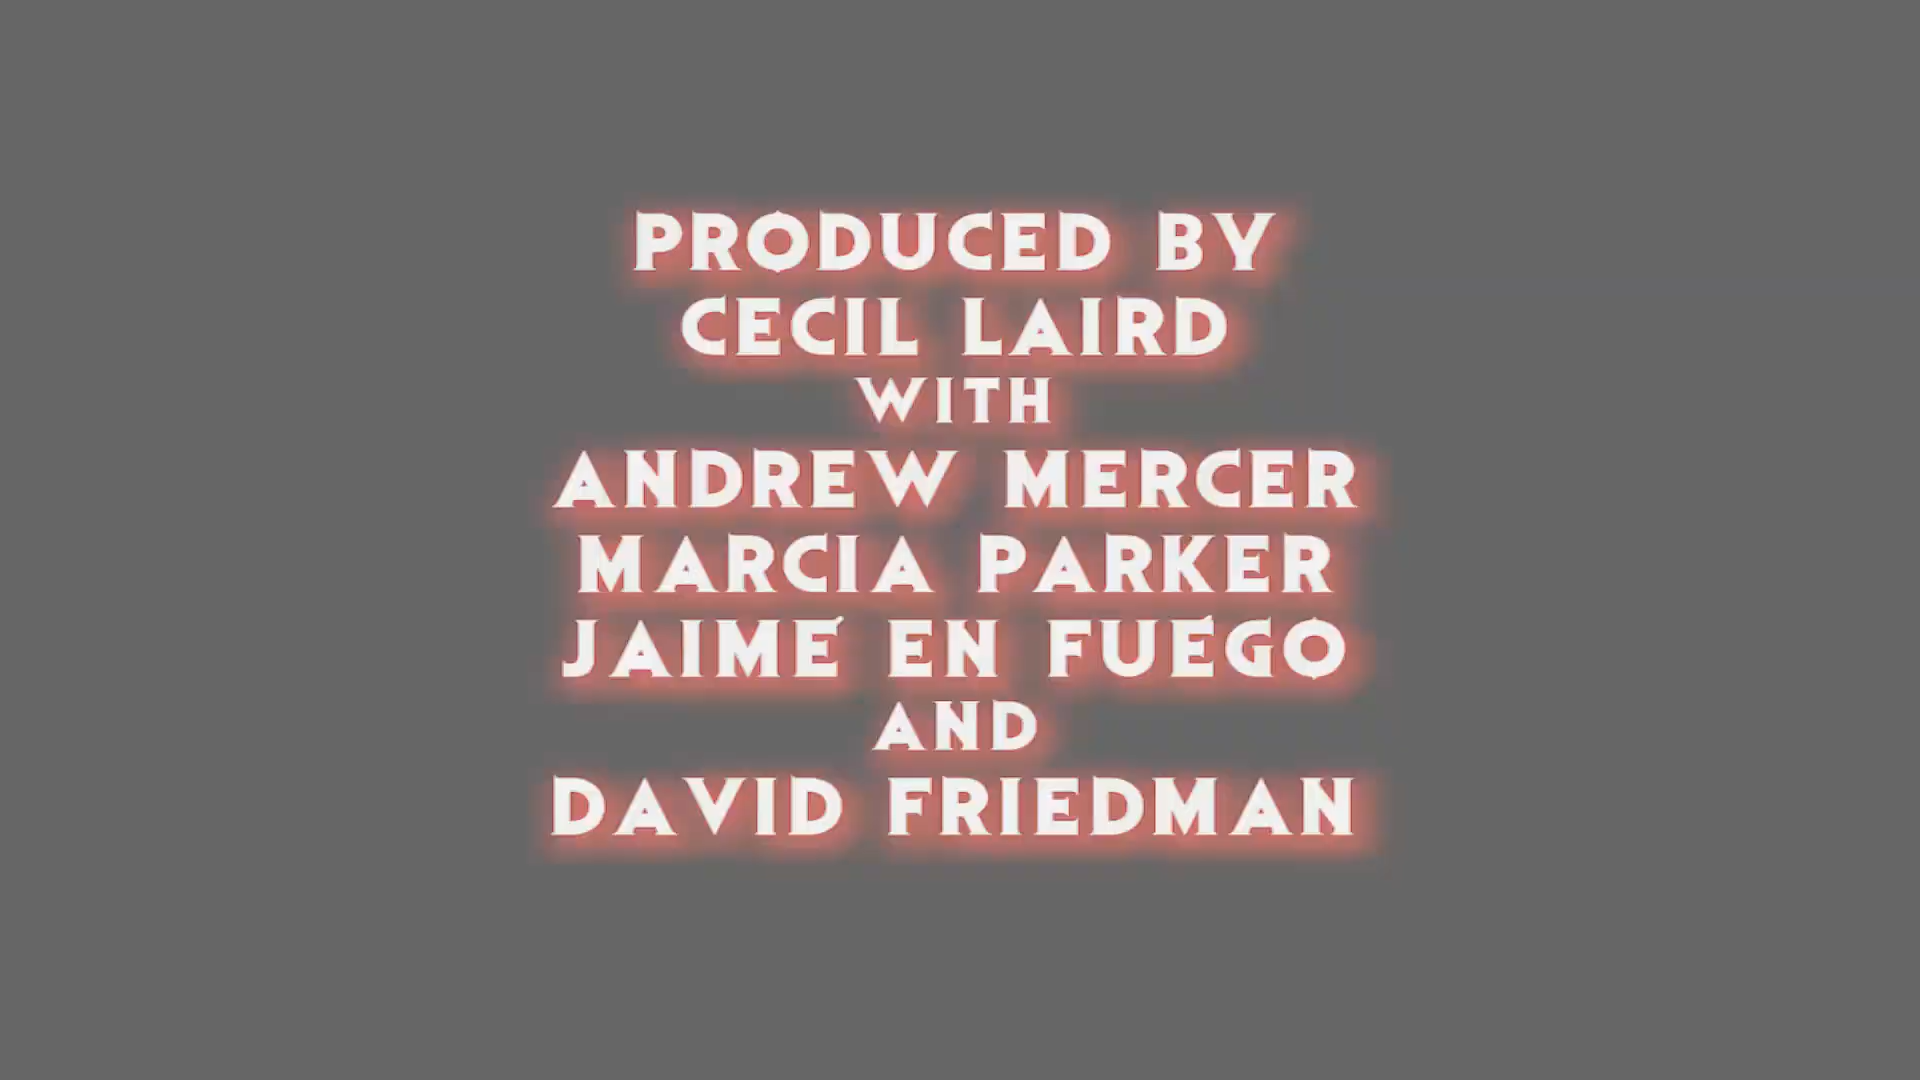 PRODUCED BY
CECIL LAIRD
WITH
ANDREW MERCER
MARCIA PARKER
JAIME EN FUEGO
AND
DAVID FRIEDMAN